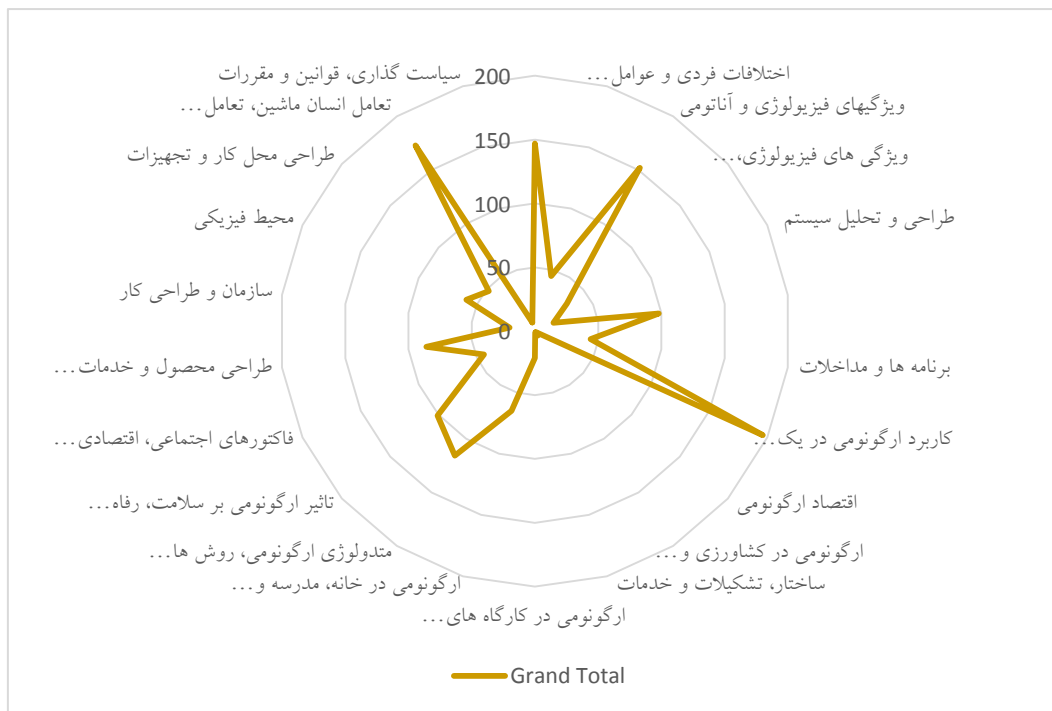 200
150
100
50
0
اختلافات فردی و عوامل...
ویژگیهای فیزیولوژی و آناتومی
ویژگی های فیزیولوژی،...
طراحی و تحلیل سیستم
برنامه ها و مداخلات
کاربرد ارگونومی در یک...
اقتصاد ارگونومی
ارگونومی در کشاورزی و...
ساختار، تشکیلات و خدمات
ارگونومی در کارگاه های...
ارگونومی در خانه، مدرسه و...
متدولوژی ارگونومی، روش ها...
تاثیر ارگونومی بر سلامت، رفاه...
فاکتورهای اجتماعی، اقتصادی...
طراحی محصول و خدمات...
سازمان و طراحی کار
محیط فیزیکی
طراحی محل کار و تجهیزات
تعامل انسان ماشین، تعامل...
سیاست گذاری، قوانین و مقررات
Grand Total